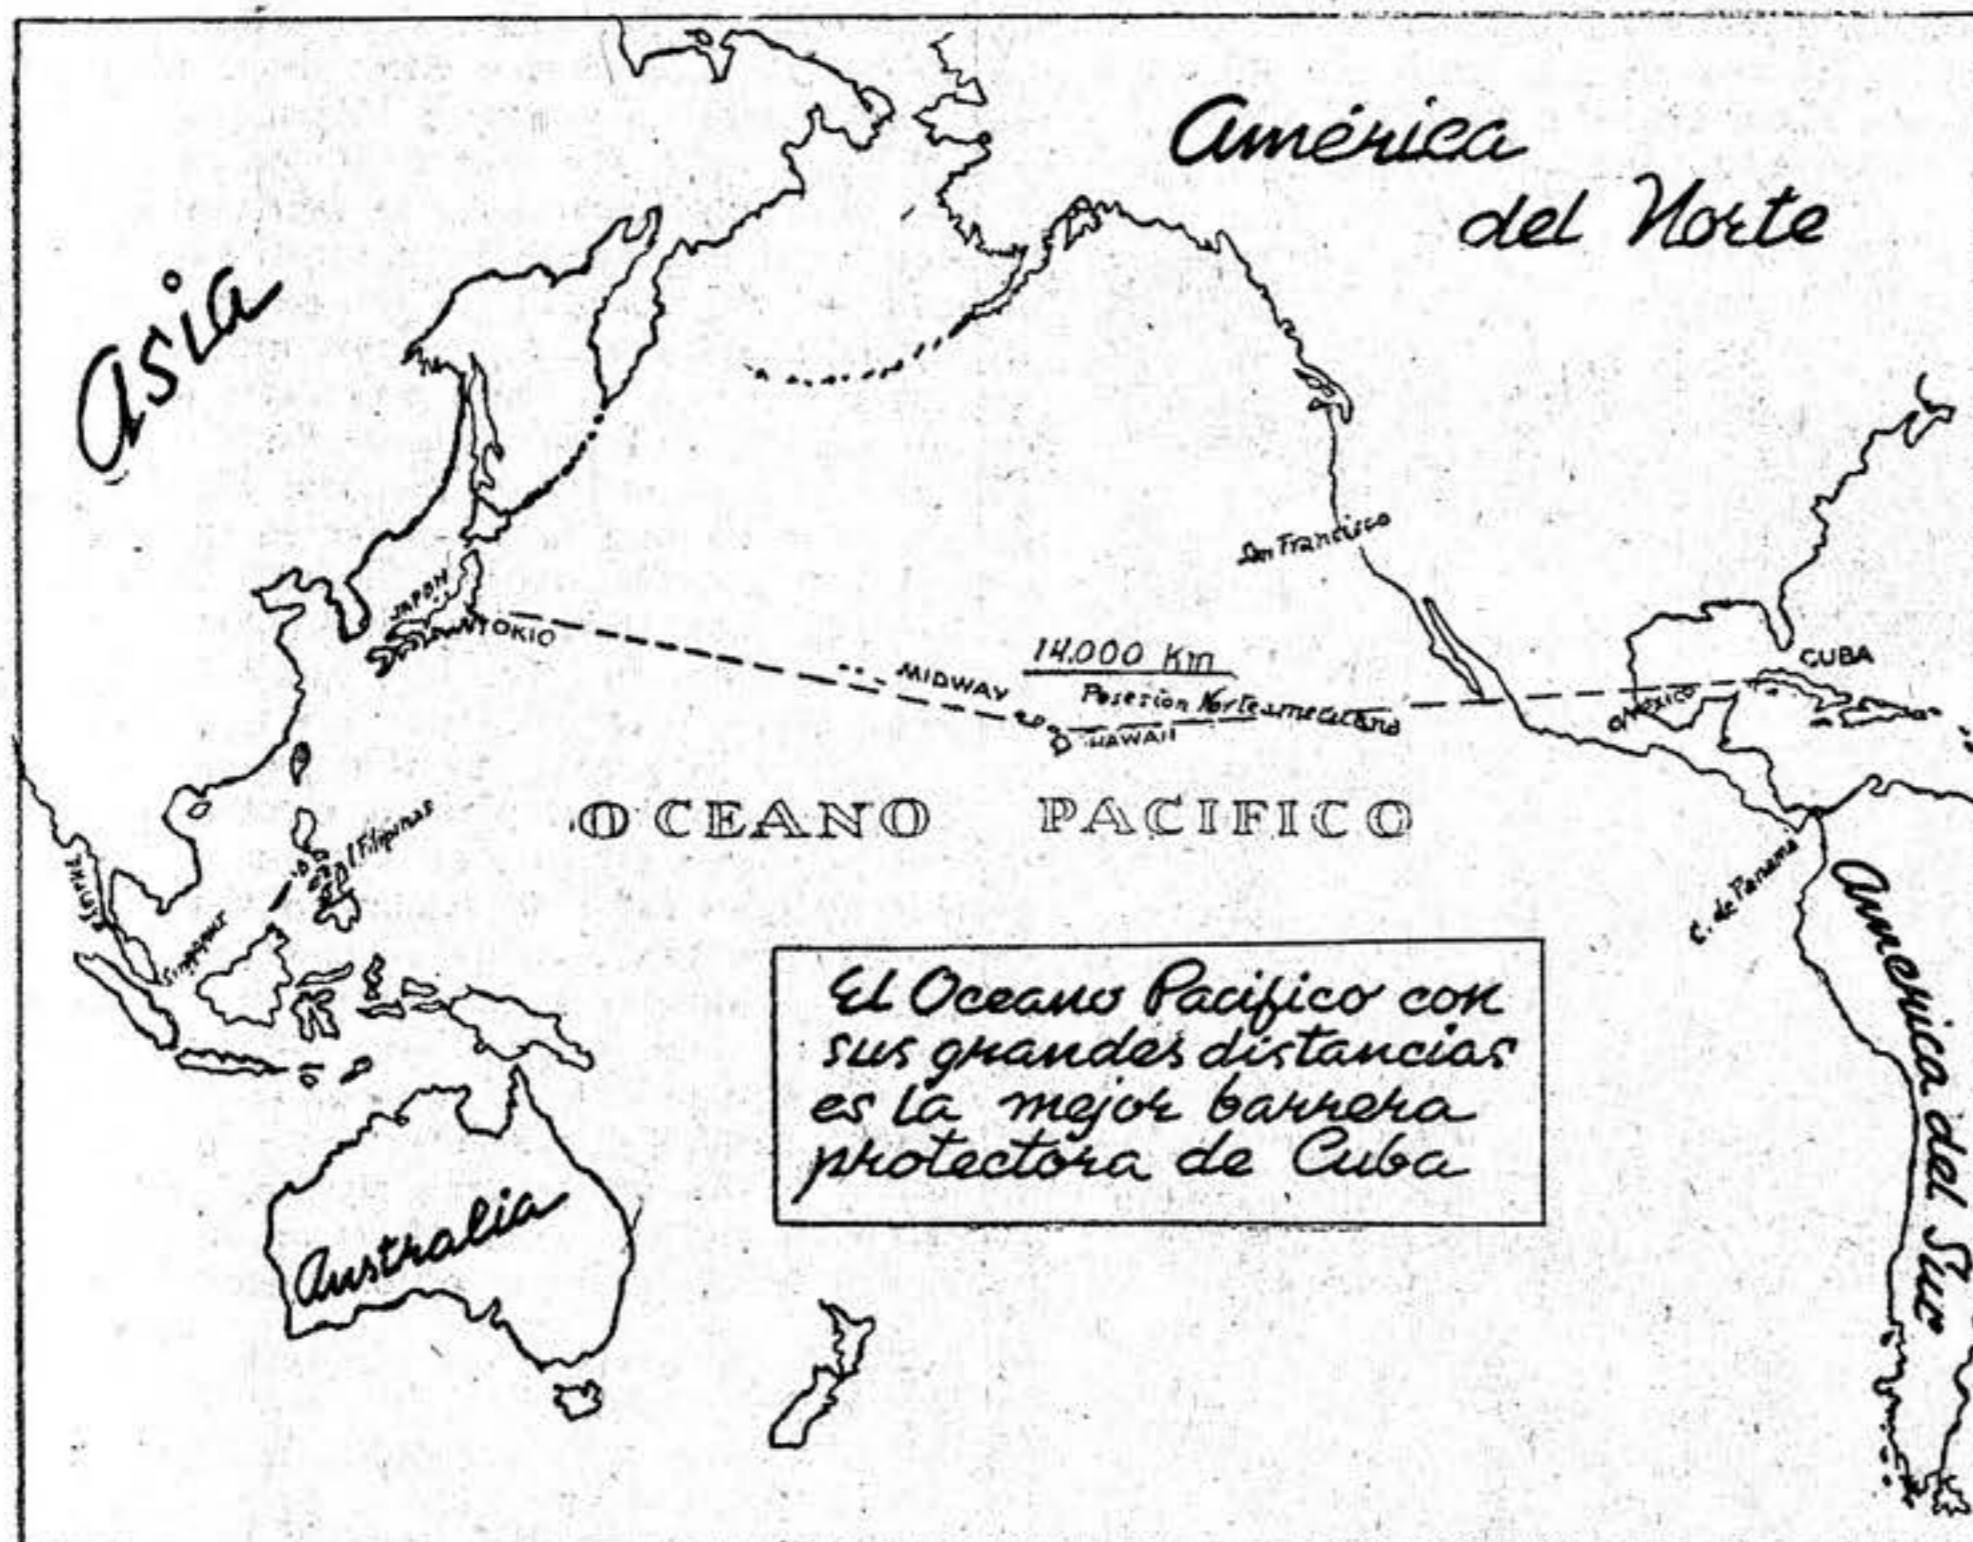 América
del Norte
Asia
San Francisco
JAPON
TOKIO
14.000 Km
MIDWAY
Posesion Norteamericana
HAWAII
CUBA
Mexico
OCEANO PACIFICO
I Filipinas
C. de Panama
America del Sur
El Oceano Pacifico con
sus grandes distancias
es la mejor barrera
protectora de Cuba
Australia